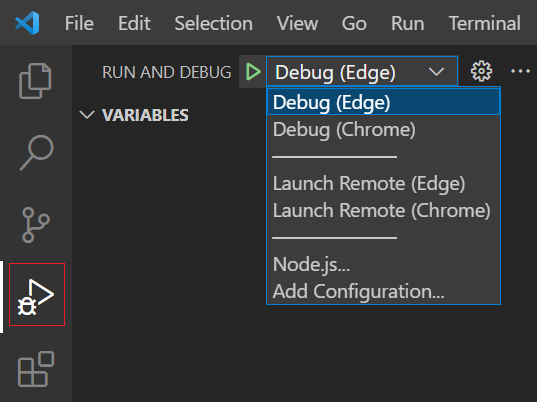 File Edit Selection View Go Run Terminal
RUN AND DEBUG Debug (Edge)
VARIABLES
Debug (Edge)
Debug (Chrome)
Launch Remote (Edge)
Launch Remote (Chrome)
Node.js...
Add Configuration...